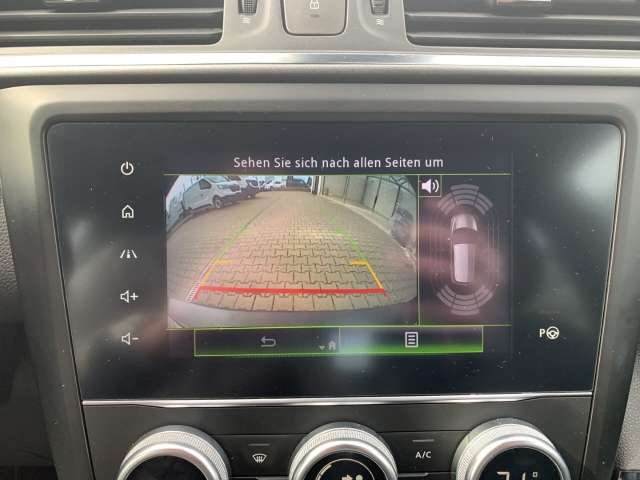 Sehen Sie sich nach allen Seiten um
P
A/C